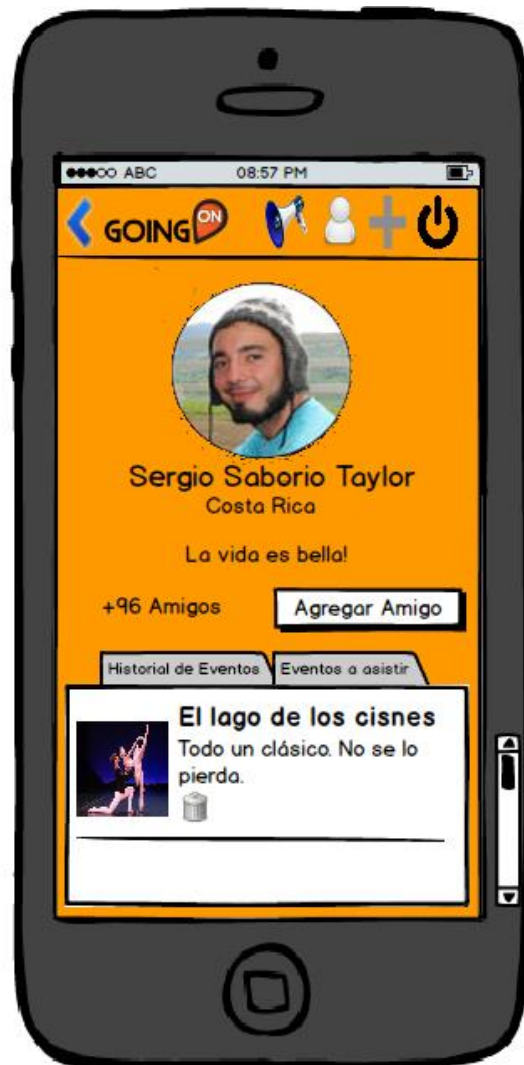 ABC 08:57 PM
GOING ON
Sergio Saborio Taylor
Costa Rica
La vida es bella!
+96 Amigos Agregar Amigo
Historial de Eventos Eventos a asistir
El lago de los cisnes
Todo un clásico. No se lo
pierda.